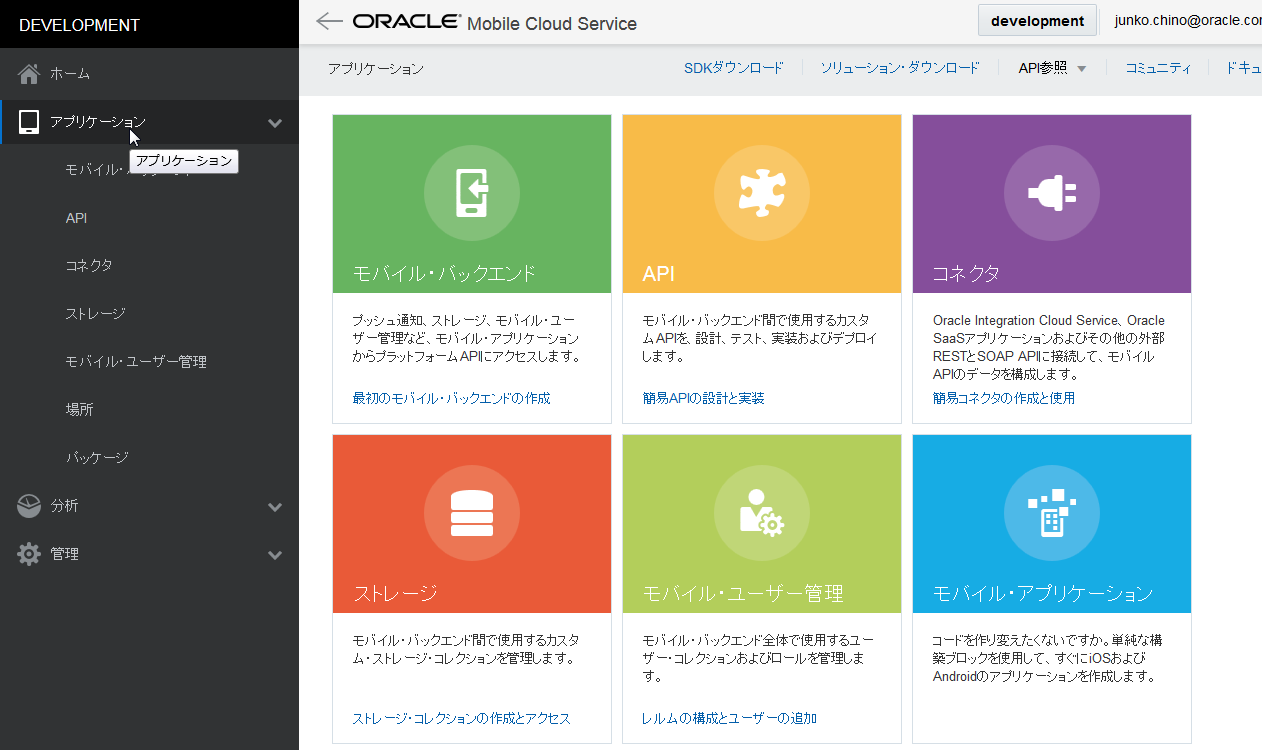 DEVELOPMENT
ORACLE Mobile Cloud Service
development
junko.chino@oracle.co
ホーム
アプリケーション
アプリケーション
モバイル・
API
コネクタ
ストレージ
モバイル・ユーザー管理
場所
パッケージ
分析
管理
アプリケーション
SDKダウンロード
ソリューション・ダウンロード
API参照
コミュニティ
ドキュ
モバイル・バックエンド
プッシュ通知、ストレージ、モバイル・ユー
ザー管理など、モバイル・アプリケーション
からプラットフォームAPIにアクセスします。
最初のモバイル・バックエンドの作成
API
モバイル・バックエンド間で使用するカスタ
ムAPIを、設計、テスト、実装およびデプロイ
します。
簡易APIの設計と実装
コネクタ
Oracle Integration Cloud Service、Oracle
SaaSアプリケーションおよびその他の外部
RESTとSOAP APIに接続して、モバイル
APIのデータを構成します。
簡易コネクタの作成と使用
ストレージ
モバイル・バックエンド間で使用するカスタ
ム・ストレージ・コレクションを管理します。
ストレージ・コレクションの作成とアクセス
モバイル・ユーザー管理
モバイル・バックエンド全体で使用するユー
ザー・コレクションおよびロールを管理しま
す。
レルムの構成とユーザーの追加
モバイル・アプリケーション
コードを作り変えたくないですか。単純な構
築ブロックを使用して、すぐにiOSおよび
Androidのアプリケーションを作成します。